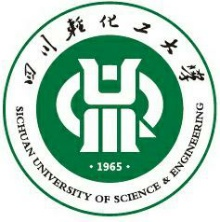 四川轻化工大学
·1965·
SICHUAN UNIVERSITY OF SCIENCE & ENGINEERING